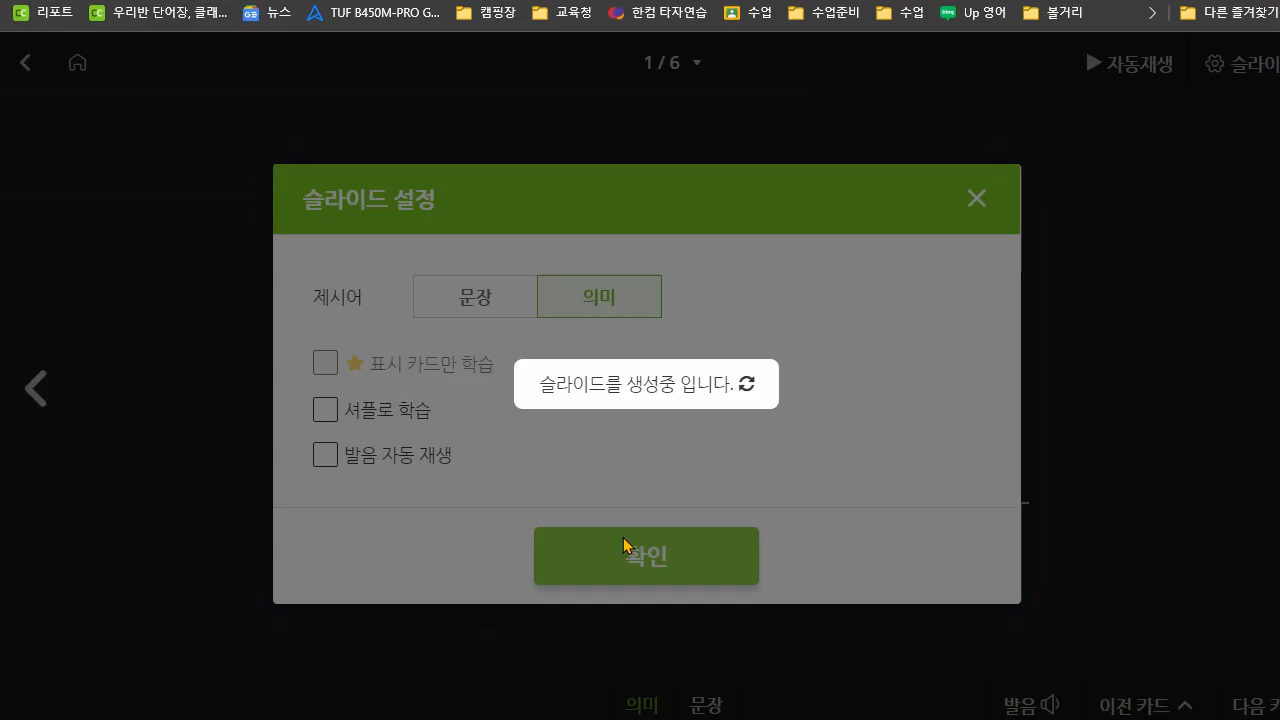 리포트 우리반 단어장, 클래... 뉴스 TUF B450M-PRO G... 캠핑장 교육청 한컴 타자연습 수업 수업준비 수업 Up 영어 볼거리 다른 즐겨찾기
1 / 6 자동재생 슬라이
슬라이드 설정
제시어 문장 의미
표시 카드만 학습
슬라이드를 생성중 입니다.
셔플로 학습
발음 자동 재생
확인
의미 문장 발음 이전 카드 다음